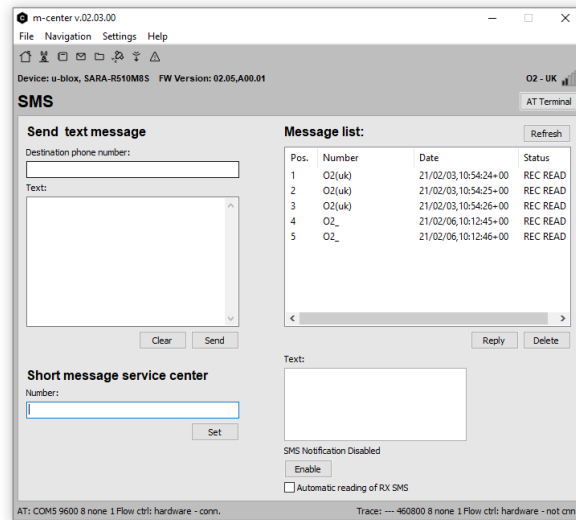 m-center v.02.03.00
File Navigation Settings Help
Device: u-blox, SARA-R510M8S FW Version: 02.05,A00.01
O2 - UK
SMS
AT Terminal
Send text message
Destination phone number:
Text:
Clear Send
Short message service center
Number:
Set
Message list:
Refresh
Pos. Number Date Status
1 O2(uk) 21/02/03,10:54:24+00 REC READ
2 O2(uk) 21/02/03,10:54:25+00 REC READ
3 O2(uk) 21/02/03,10:54:26+00 REC READ
4 O2_ 21/02/06,10:12:45+00 REC READ
5 O2_ 21/02/06,10:12:46+00 REC READ
Reply Delete
Text:
SMS Notification Disabled
Enable
Automatic reading of RX SMS
AT: COM5 9600 8 none 1 Flow ctrl: hardware - conn.
Trace: --- 460800 8 none 1 Flow ctrl: hardware - not cnn